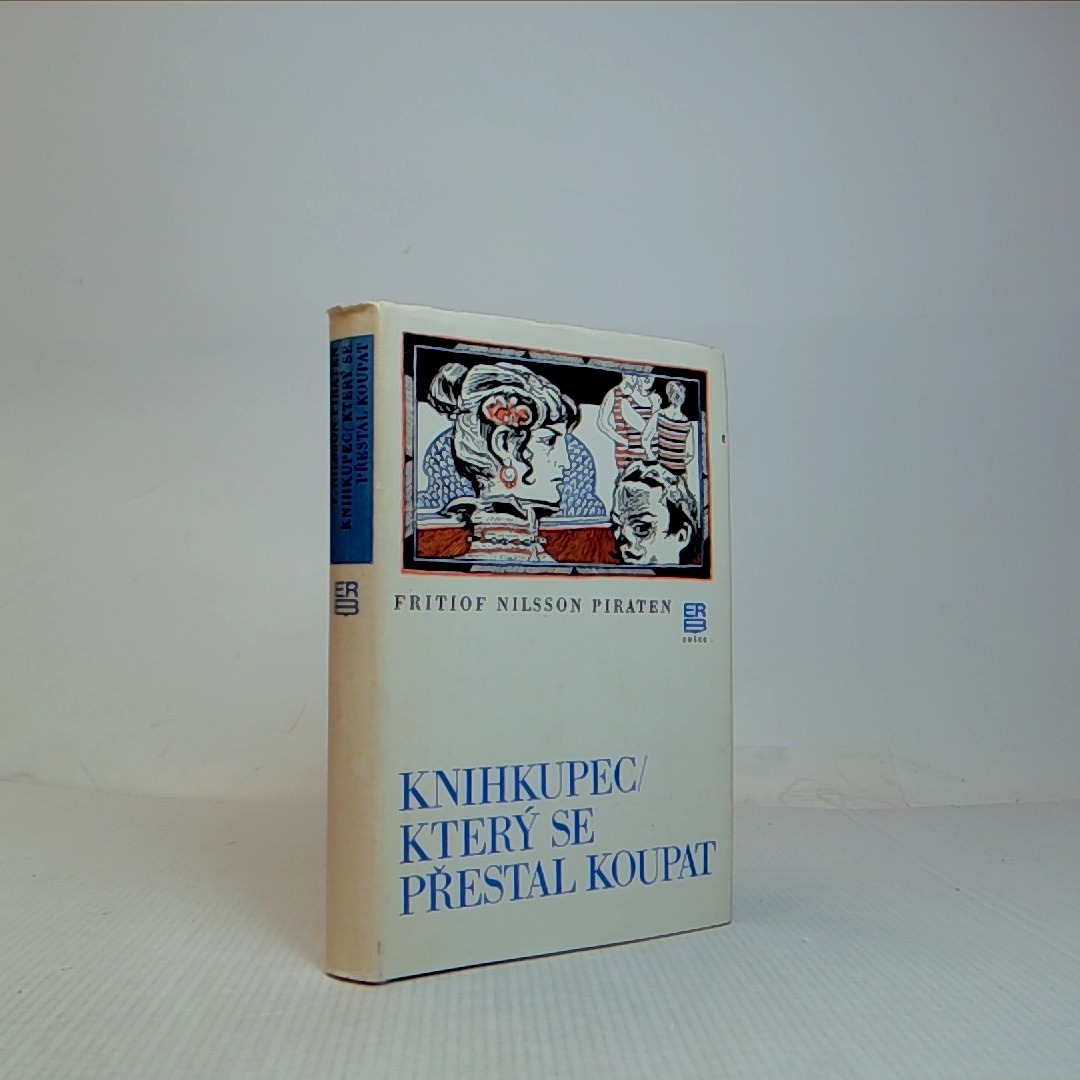 KNIHKUPEC/KTERÝ SE
PŘESTAL KOUPAT
ERB
FRITIOF NILSSON PIRATEN
ERB
KNIHKUPEC/
KTERÝ SE
PŘESTAL KOUPAT